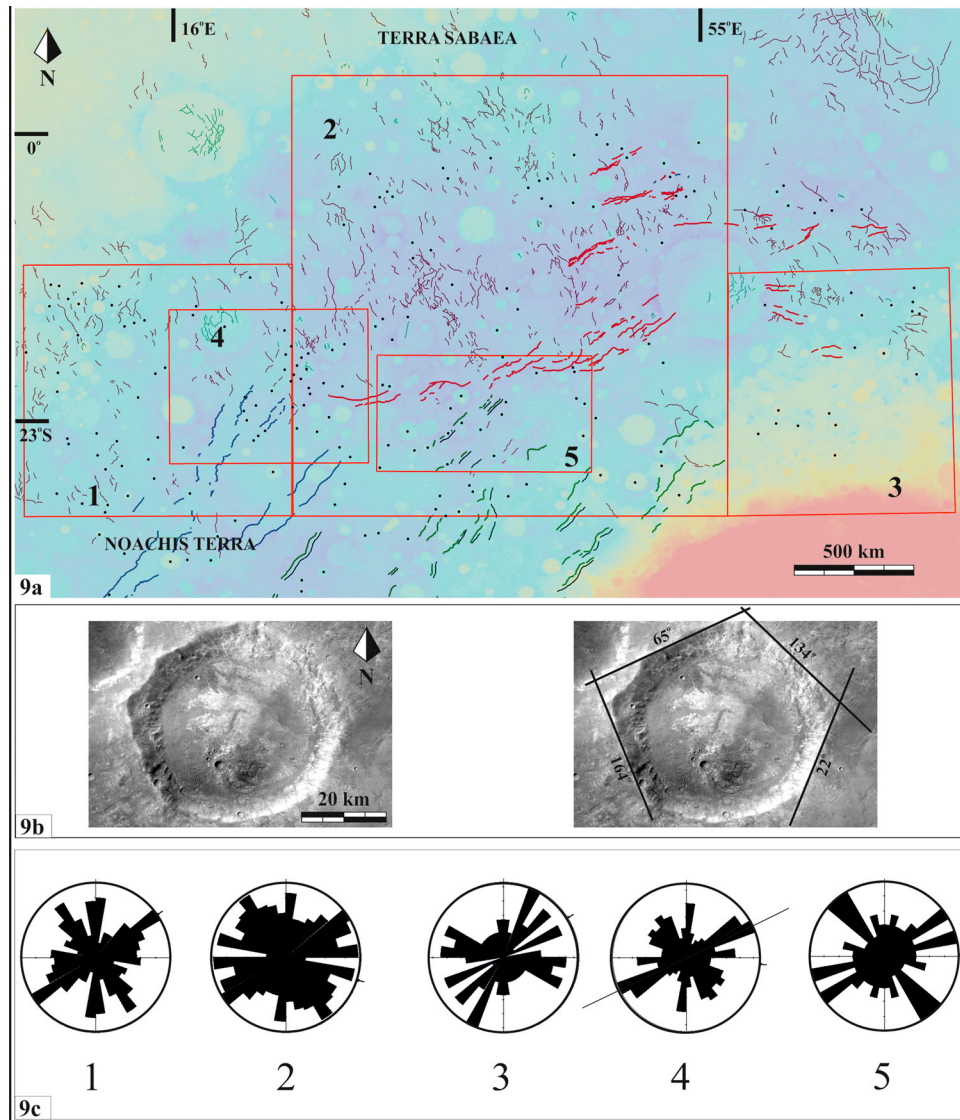 16°E
55°E
TERRA SABAEA
N
2
0°
4
23°S
5
1
3
NOACHIS TERRA
500 km
9a
N
65°
134°
164°
22°
20 km
9b
1 2 3 4 5
9c